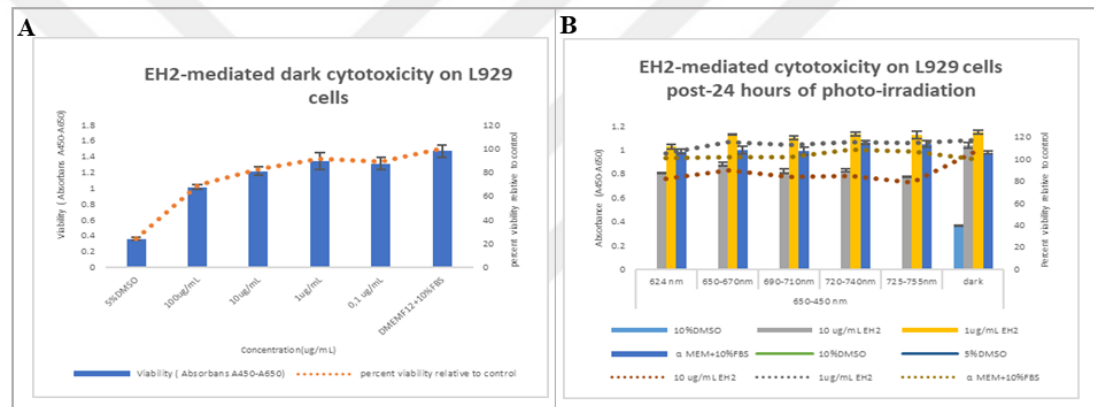 A
EH2-mediated dark cytotoxicity on L929
cells
Viability ( Absorbans A450-A650)
1.8
1.6
1.4
1.2
1
0.8
0.6
0.4
0.2
0
120
100
80
60
40
20
0
percent viability relative to control
5%DMSO
100ug/mL
10ug/mL
1ug/mL
0,1 ug/mL
DMEMF12+10%FBS
Concentration(ug/mL)
Viability ( Absorbans A450-A650)
percent viability relative to control
B
EH2-mediated cytotoxicity on L929 cells
post-24 hours of photo-irradiation
Absorbance (A450-A650)
1.2
1
0.8
0.6
0.4
0.2
0
120
100
80
60
40
20
0
Percent viability relative to control
624 nm
650-670nm
690-710nm
720-740nm
725-755nm
dark
650-450 nm
10%DMSO
10 ug/mL EH2
1ug/mL EH2
α MEM+10%FBS
10%DMSO
5%DMSO
10 ug/mL EH2
1ug/mL EH2
α MEM+10%FBS